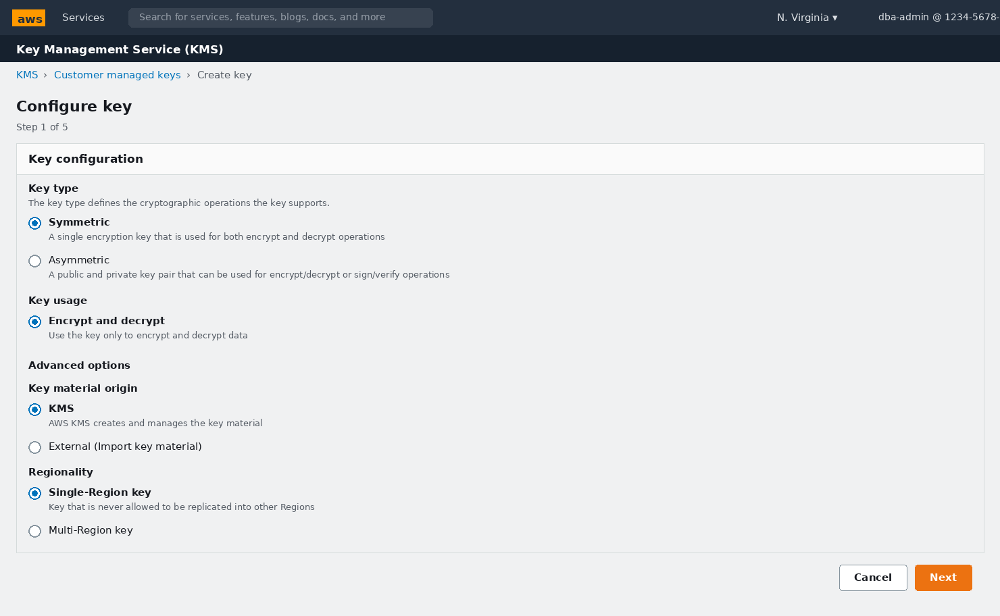 aws Services Search for services, features, blogs, docs, and more N. Virginia ▾ dba-admin @ 1234-5678-
Key Management Service (KMS)
KMS › Customer managed keys › Create key
Configure key
Step 1 of 5
Key configuration
Key type
The key type defines the cryptographic operations the key supports.
Symmetric
A single encryption key that is used for both encrypt and decrypt operations
Asymmetric
A public and private key pair that can be used for encrypt/decrypt or sign/verify operations
Key usage
Encrypt and decrypt
Use the key only to encrypt and decrypt data
Advanced options
Key material origin
KMS
AWS KMS creates and manages the key material
External (Import key material)
Regionality
Single-Region key
Key that is never allowed to be replicated into other Regions
Multi-Region key
Cancel Next